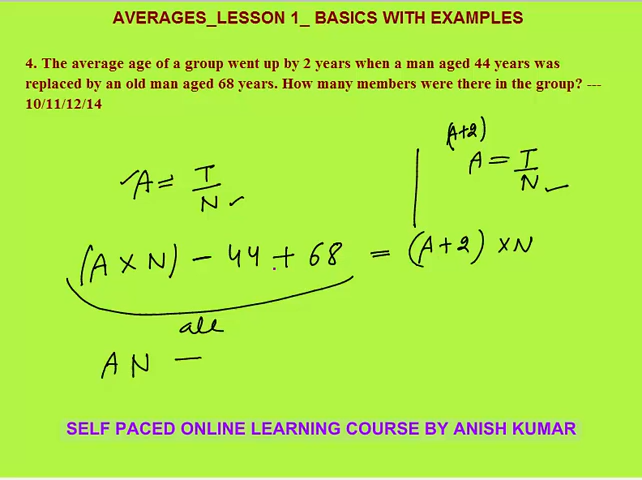 AVERAGES_LESSON 1_ BASICS WITH EXAMPLES
4. The average age of a group went up by 2 years when a man aged 44 years was
replaced by an old man aged 68 years. How many members were there in the group? ---
10/11/12/14
(A+2)
A = T/N
A = T/N
(A × N) - 44 + 68 = (A+2) × N
all
AN -
SELF PACED ONLINE LEARNING COURSE BY ANISH KUMAR